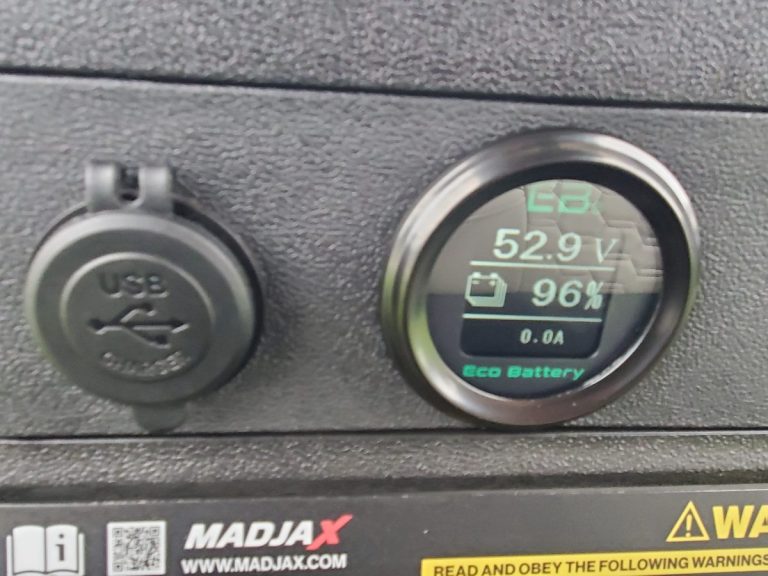 USB
CHARGER
EB
52.9 V
96%
0.0A
Eco Battery
i
MADJAX
WWW.MADJAX.COM
WA
READ AND OBEY THE FOLLOWING WARNINGS